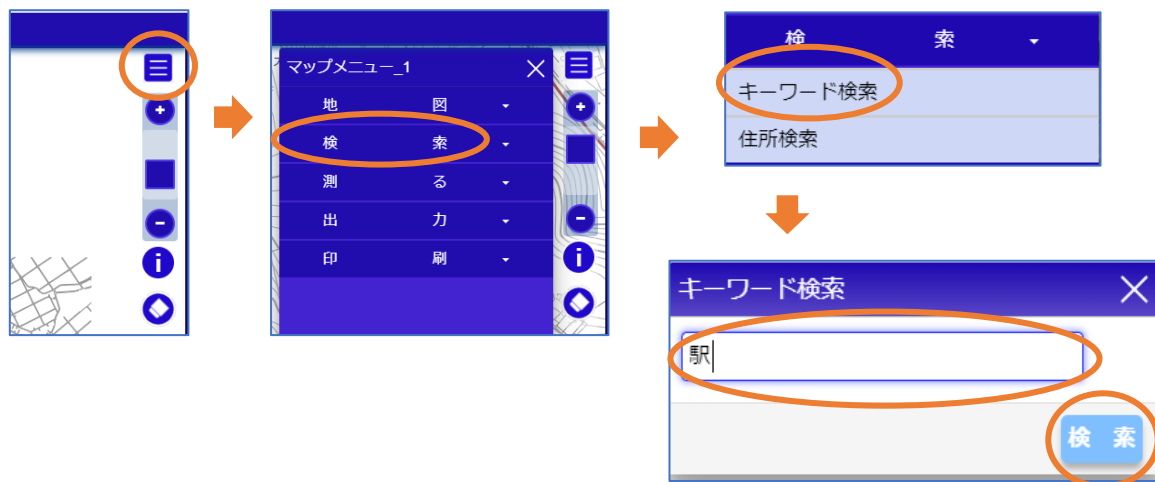 +
-
i
マップメニュー_1
地 図
検 索
測 る
出 力
印 刷
+
-
i
検 索
キーワード検索
住所検索
キーワード検索
駅
検 索